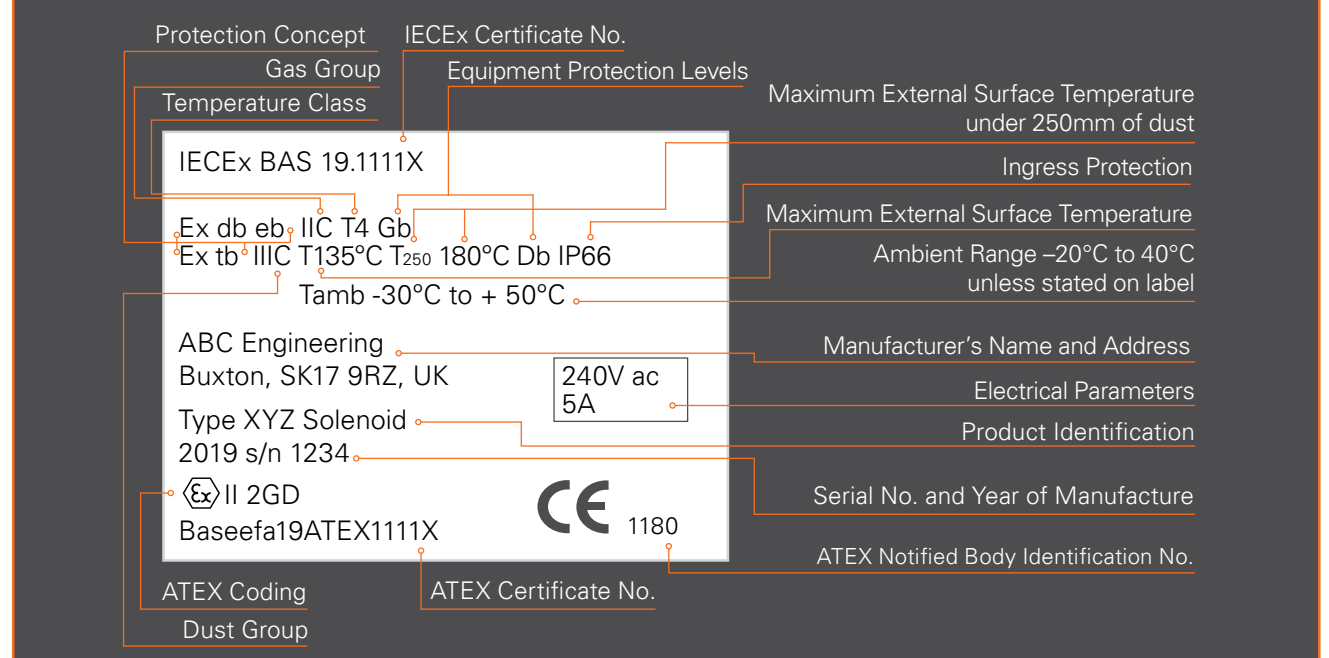 Protection Concept
IECEx Certificate No.
Gas Group
Equipment Protection Levels
Temperature Class
Maximum External Surface Temperature
under 250mm of dust
IECEx BAS 19.1111X
Ingress Protection
Maximum External Surface Temperature
Ex db eb IIC T4 Gb
Ex tb IIIC T135°C T250 180°C Db IP66
Ambient Range –20°C to 40°C
unless stated on label
Tamb -30°C to + 50°C
ABC Engineering
Manufacturer's Name and Address
Buxton, SK17 9RZ, UK
240V ac
5A
Electrical Parameters
Type XYZ Solenoid
Product Identification
2019 s/n 1234
Ex II 2GD
Serial No. and Year of Manufacture
Baseefa19ATEX1111X
CE 1180
ATEX Notified Body Identification No.
ATEX Coding
ATEX Certificate No.
Dust Group